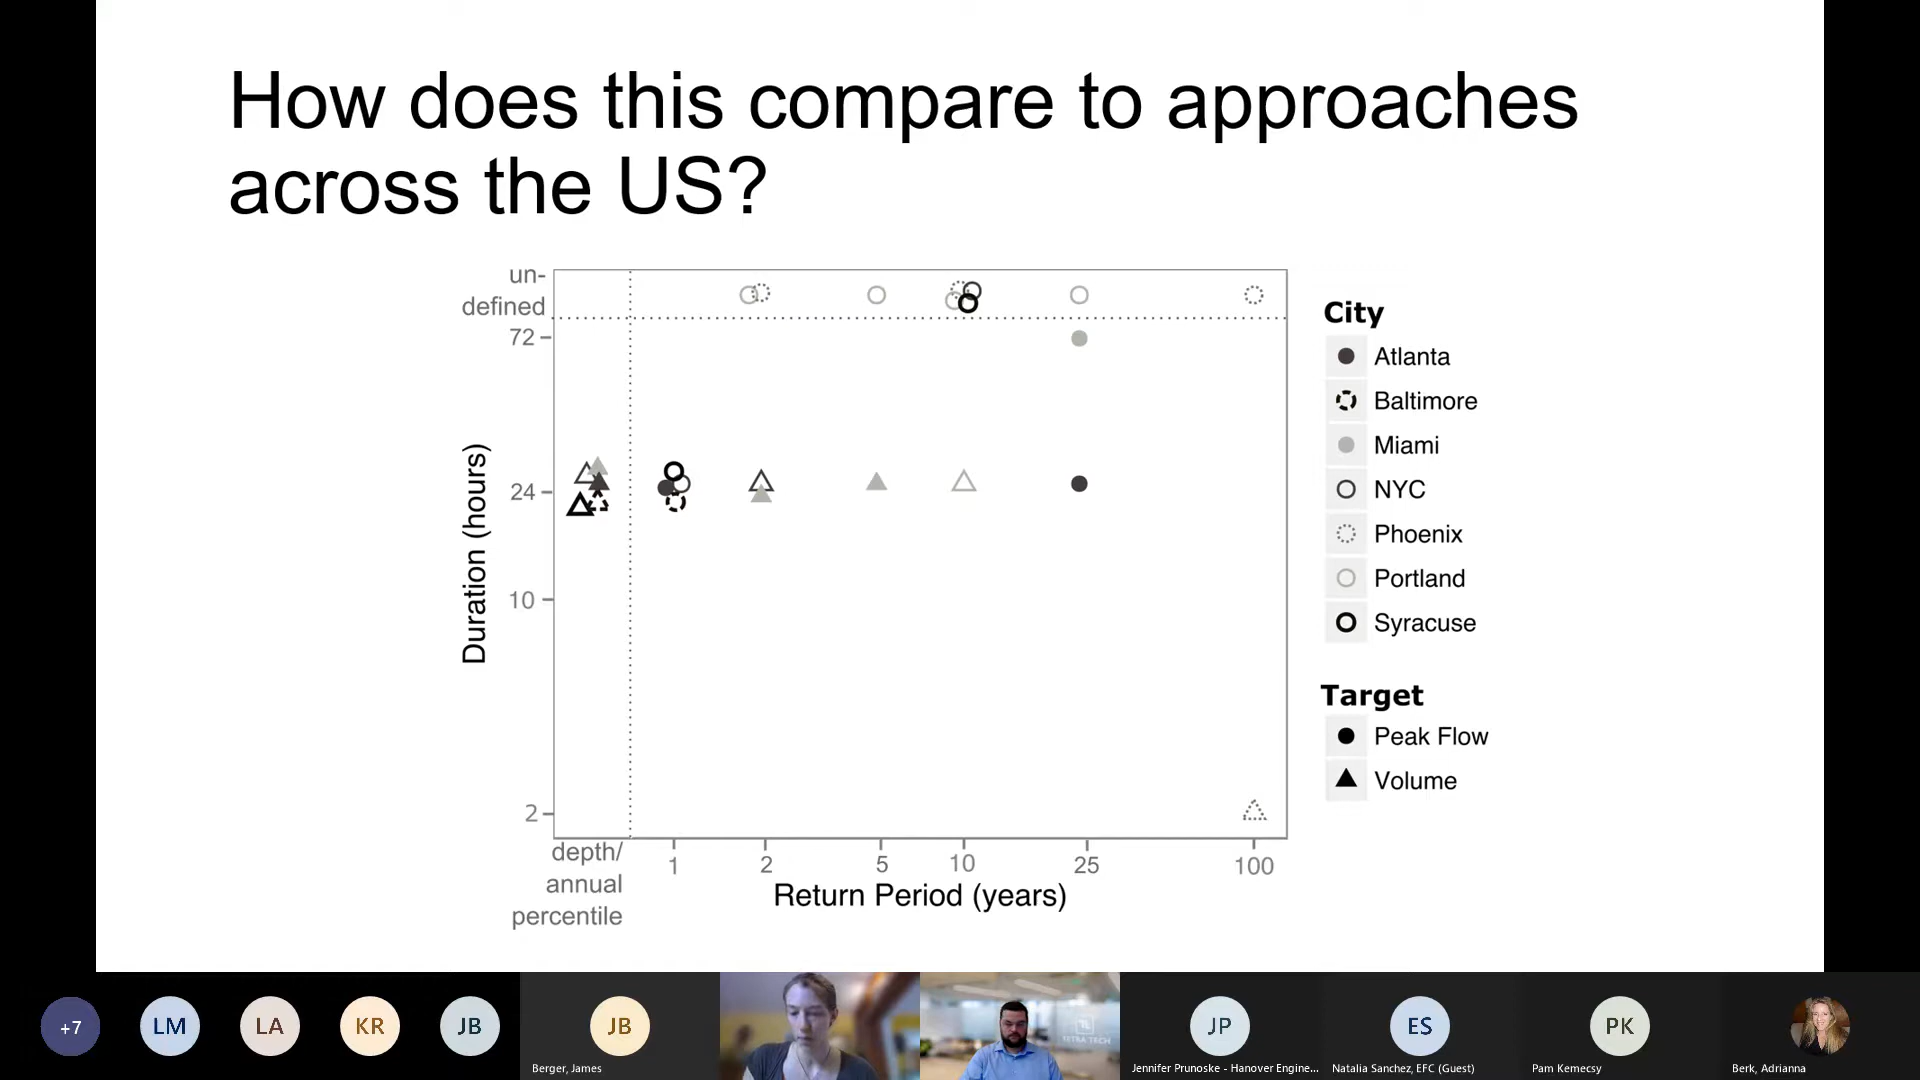 How does this compare to approaches
across the US?
un-
defined
72
24
10
2
Duration (hours)
depth/
annual
percentile
1
2
5
10
25
100
Return Period (years)
City
Atlanta
Baltimore
Miami
NYC
Phoenix
Portland
Syracuse
Target
Peak Flow
Volume
+7
LM
LA
KR
JB
JB
Berger, James
TETRA TECH
JP
Jennifer Prunoske - Hanover Engine...
ES
Natalia Sanchez, EFC (Guest)
PK
Pam Kemecsy
Berk, Adrianna